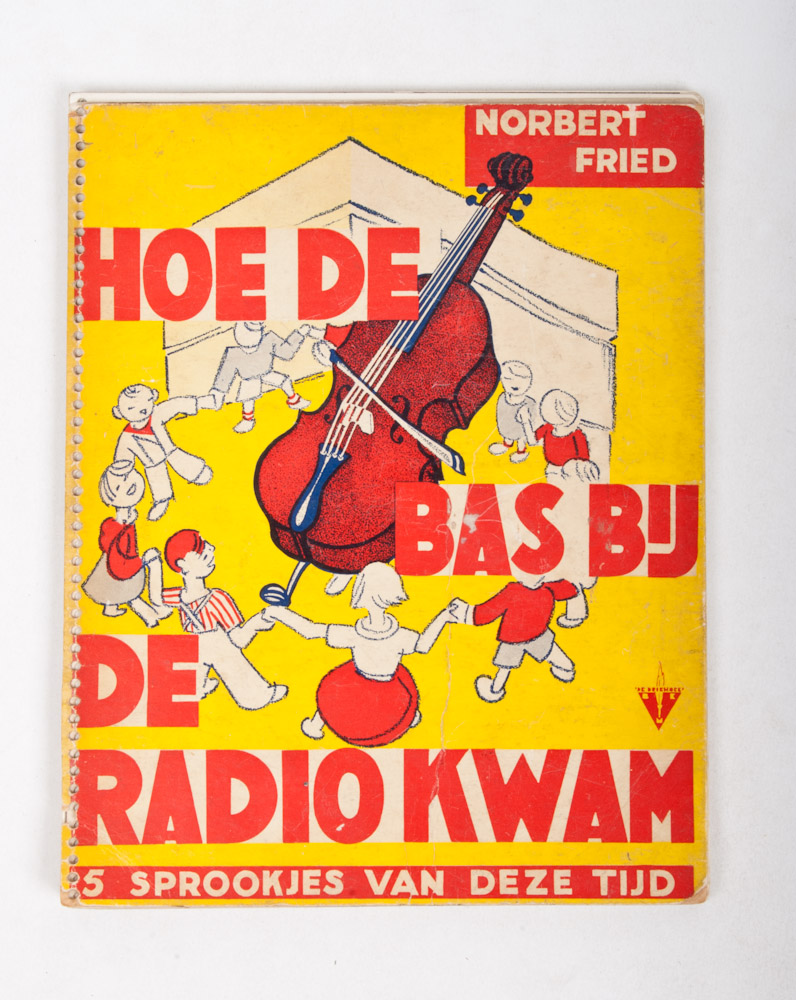 NORBERT
FRIED
HOE DE
BAS BIJ
DE
RADIO KWAM
5 SPROOKJES VAN DEZE TIJD